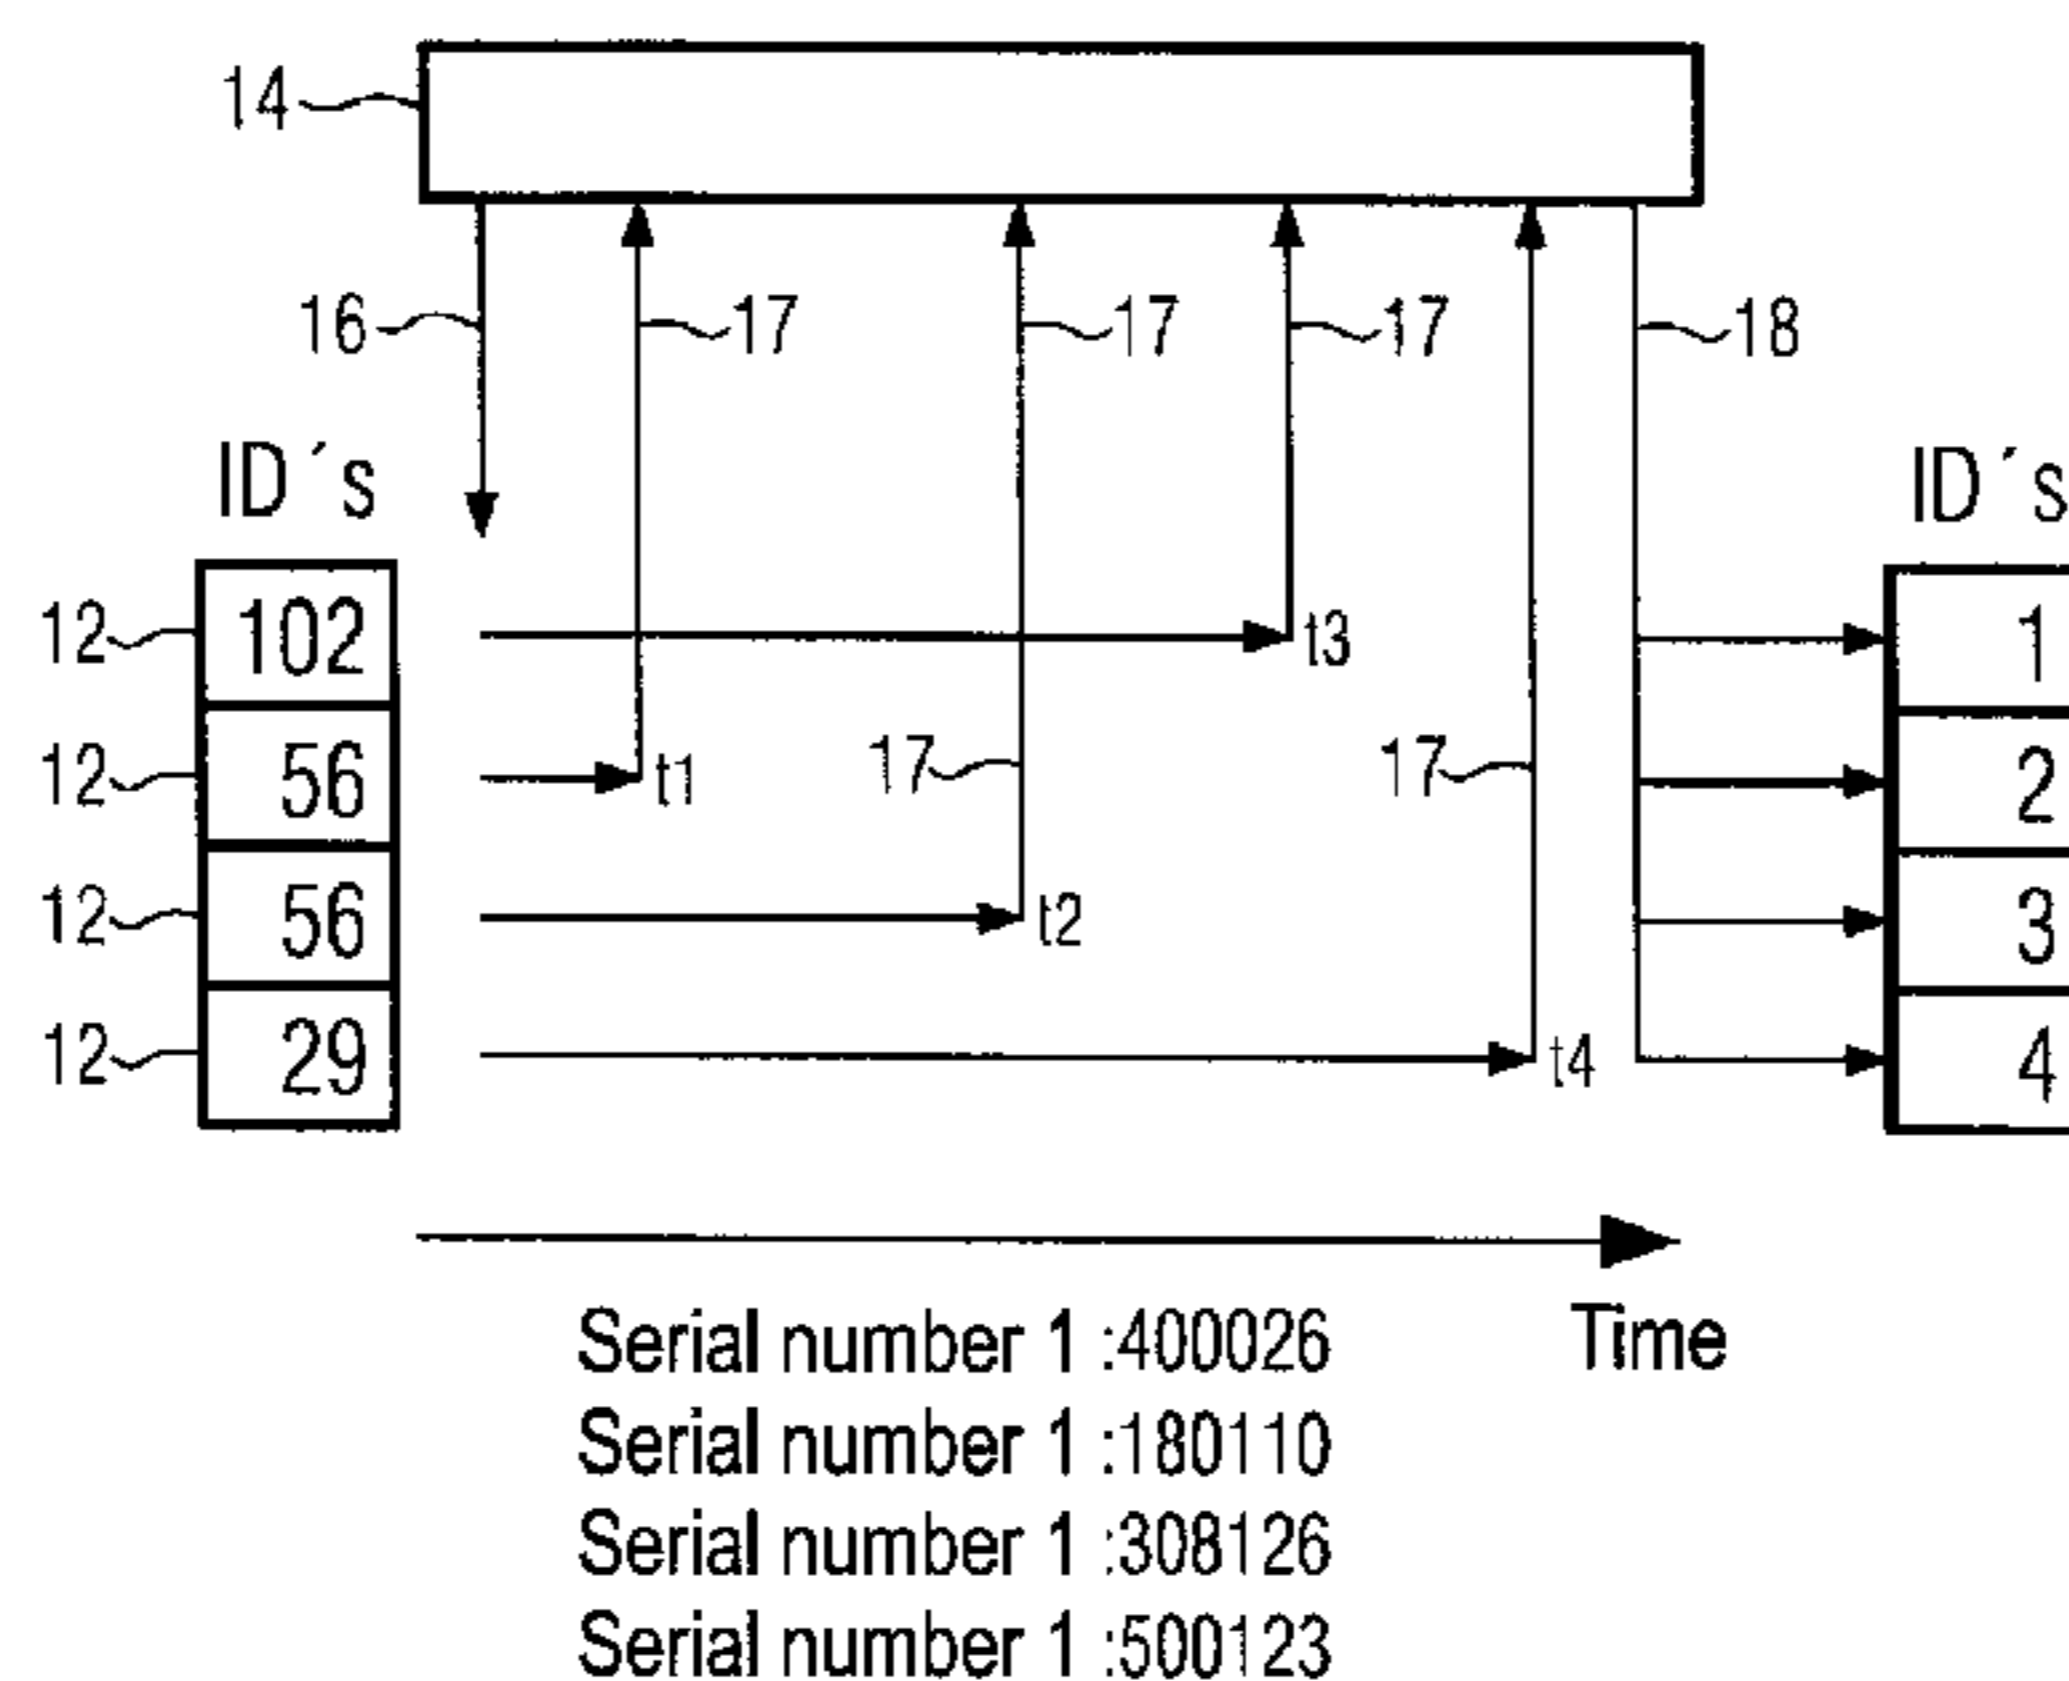 14
16 17 17 17 18
ID´s ID´s
12 102 t3 1
12 56 t1 17 17 2
12 56 t2 3
12 29 t4 4
Time
Serial number 1 :400026
Serial number 1 :180110
Serial number 1 :308126
Serial number 1 :500123